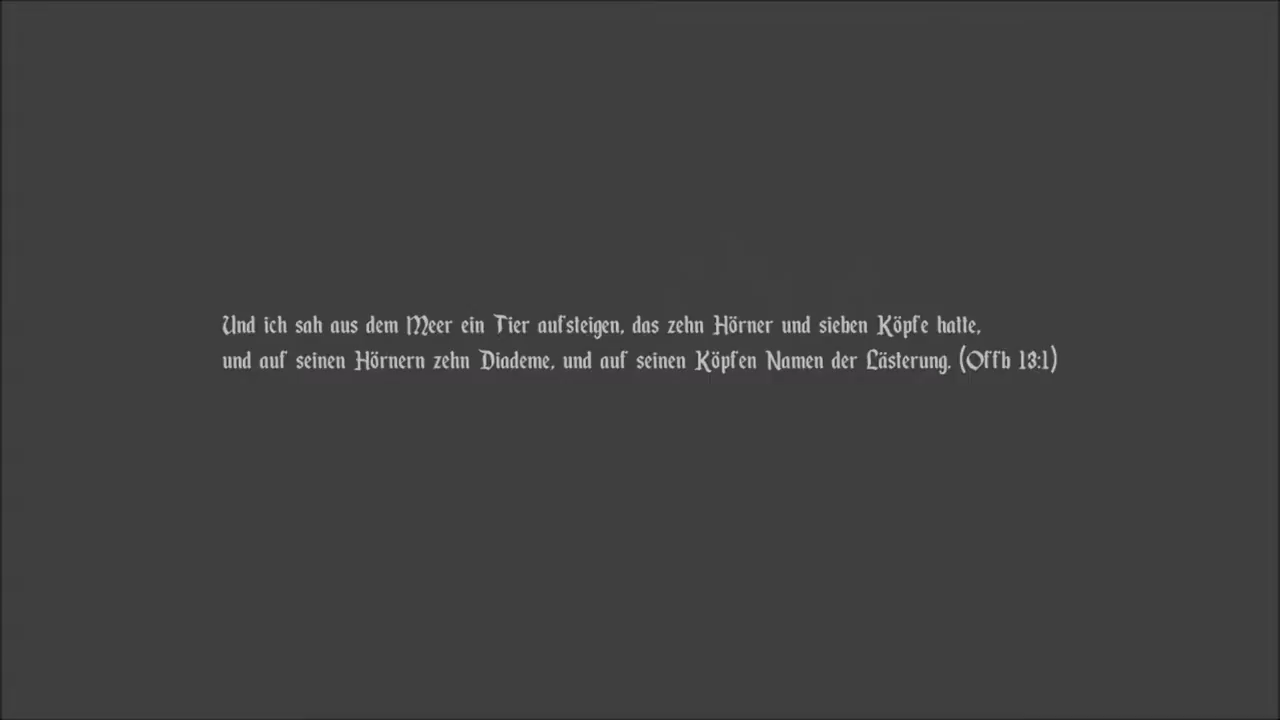 Und ich sah aus dem Meer ein Tier aufsteigen, das zehn Hörner und sieben Köpfe hatte,
und auf seinen Hörnern zehn Diademe, und auf seinen Köpfen Namen der Lästerung. (Offb 13:1)